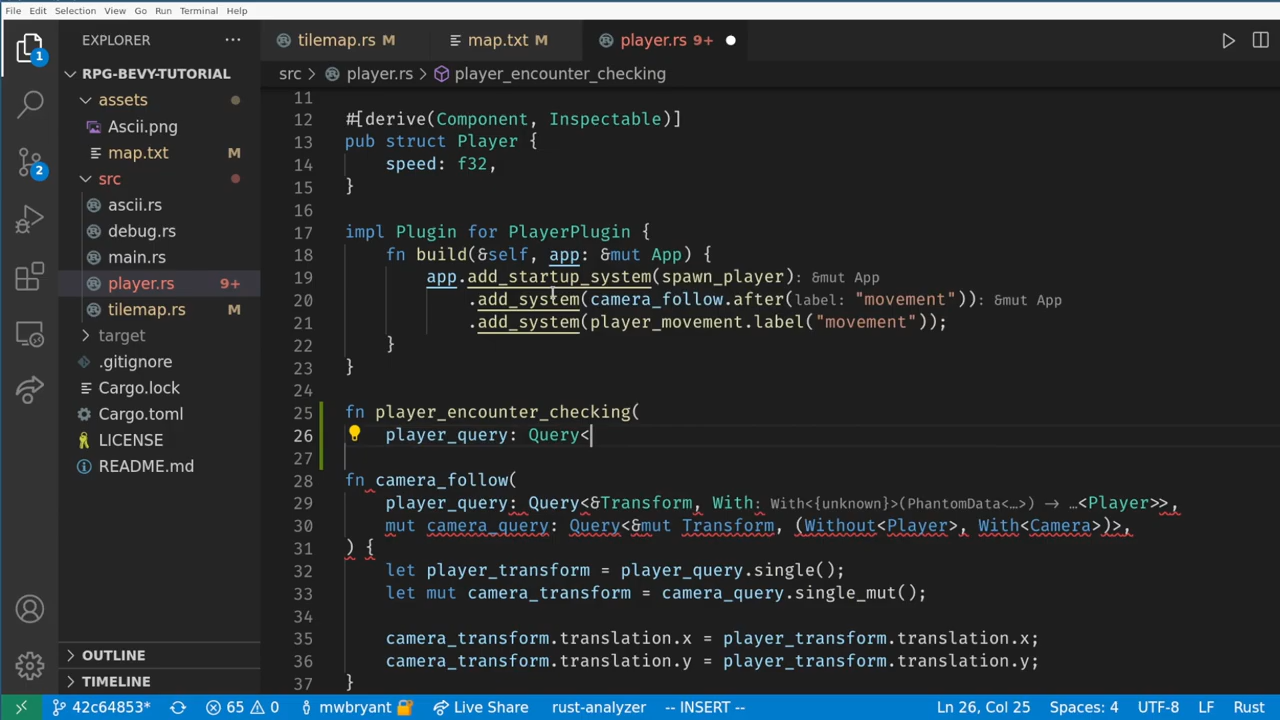 File Edit Selection View Go Run Terminal Help
EXPLORER ···
tilemap.rs M
map.txt M
player.rs 9+
1
RPG-BEVY-TUTORIAL
src > player.rs > player_encounter_checking
assets
Ascii.png
map.txt M
src
2
ascii.rs
debug.rs
main.rs
player.rs 9+
tilemap.rs M
target
.gitignore
Cargo.lock
Cargo.toml
LICENSE
README.md
OUTLINE
TIMELINE
11
12 #[derive(Component, Inspectable)]
13 pub struct Player {
14 speed: f32,
15 }
16
17 impl Plugin for PlayerPlugin {
18 fn build(&self, app: &mut App) {
19 app.add_startup_system(spawn_player): &mut App
20 .add_system(camera_follow.after(label: "movement")): &mut App
21 .add_system(player_movement.label("movement"));
22 }
23 }
24
25 fn player_encounter_checking(
26 player_query: Query<
27
28 fn camera_follow(
29 player_query: Query<&Transform, With: With<{unknown}>(PhantomData<…>) → …<Player>>,
30 mut camera_query: Query<&mut Transform, (Without<Player>, With<Camera>)>,
31 ) {
32 let player_transform = player_query.single();
33 let mut camera_transform = camera_query.single_mut();
34
35 camera_transform.translation.x = player_transform.translation.x;
36 camera_transform.translation.y = player_transform.translation.y;
37 }
42c64853* 65 0 mwbryant Live Share rust-analyzer -- INSERT -- Ln 26, Col 25 Spaces: 4 UTF-8 LF Rust